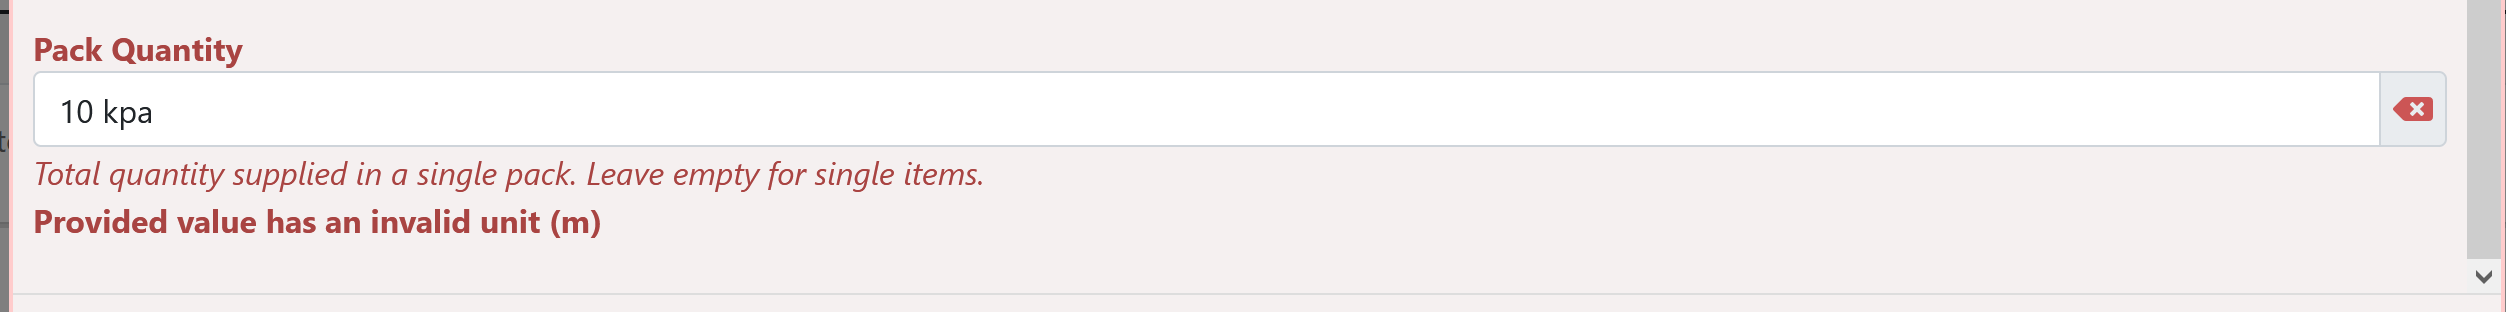 Pack Quantity
10 kpa
Total quantity supplied in a single pack. Leave empty for single items.
Provided value has an invalid unit (m)